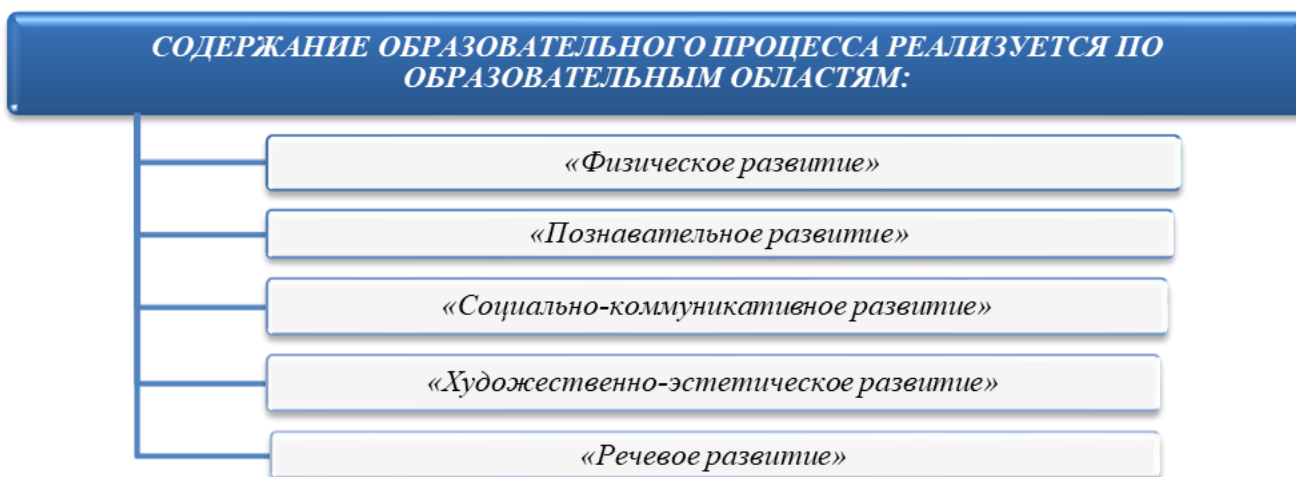 СОДЕРЖАНИЕ ОБРАЗОВАТЕЛЬНОГО ПРОЦЕССА РЕАЛИЗУЕТСЯ ПО
ОБРАЗОВАТЕЛЬНЫМ ОБЛАСТЯМ:
«Физическое развитие»
«Познавательное развитие»
«Социально-коммуникативное развитие»
«Художественно-эстетическое развитие»
«Речевое развитие»